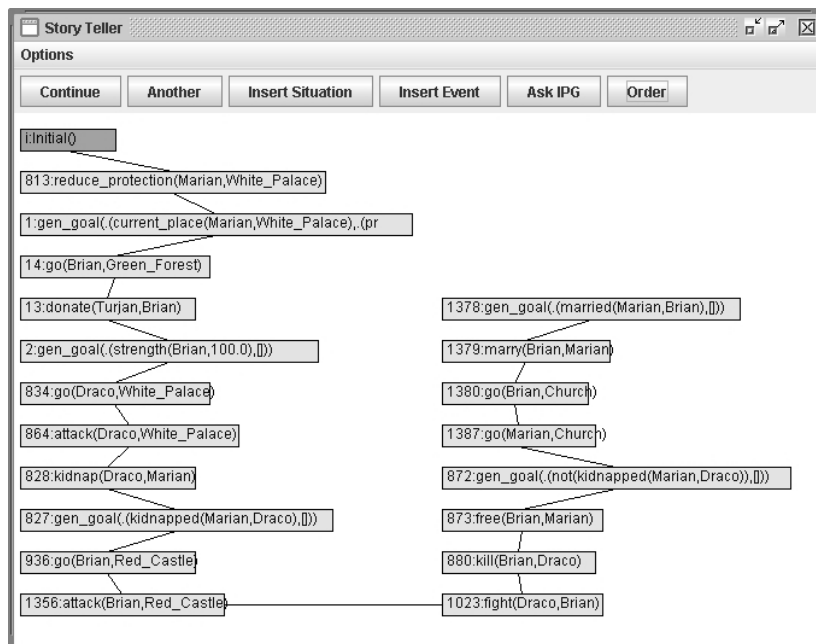 Story Teller
Options
Continue Another Insert Situation Insert Event Ask IPG Order
i:Initial()
813:reduce_protection(Marian,White_Palace)
1:gen_goal(.(current_place(Marian,White_Palace),.(pr
14:go(Brian,Green_Forest)
13:donate(Turjan,Brian)
2:gen_goal(.(strength(Brian,100.0),[]))
834:go(Draco,White_Palace)
864:attack(Draco,White_Palace)
828:kidnap(Draco,Marian)
827:gen_goal(.(kidnapped(Marian,Draco),[]))
936:go(Brian,Red_Castle)
1356:attack(Brian,Red_Castle)
1378:gen_goal(.(married(Marian,Brian),[]))
1379:marry(Brian,Marian)
1380:go(Brian,Church)
1387:go(Marian,Church)
872:gen_goal(.(not(kidnapped(Marian,Draco)),[]))
873:free(Brian,Marian)
880:kill(Brian,Draco)
1023:fight(Draco,Brian)